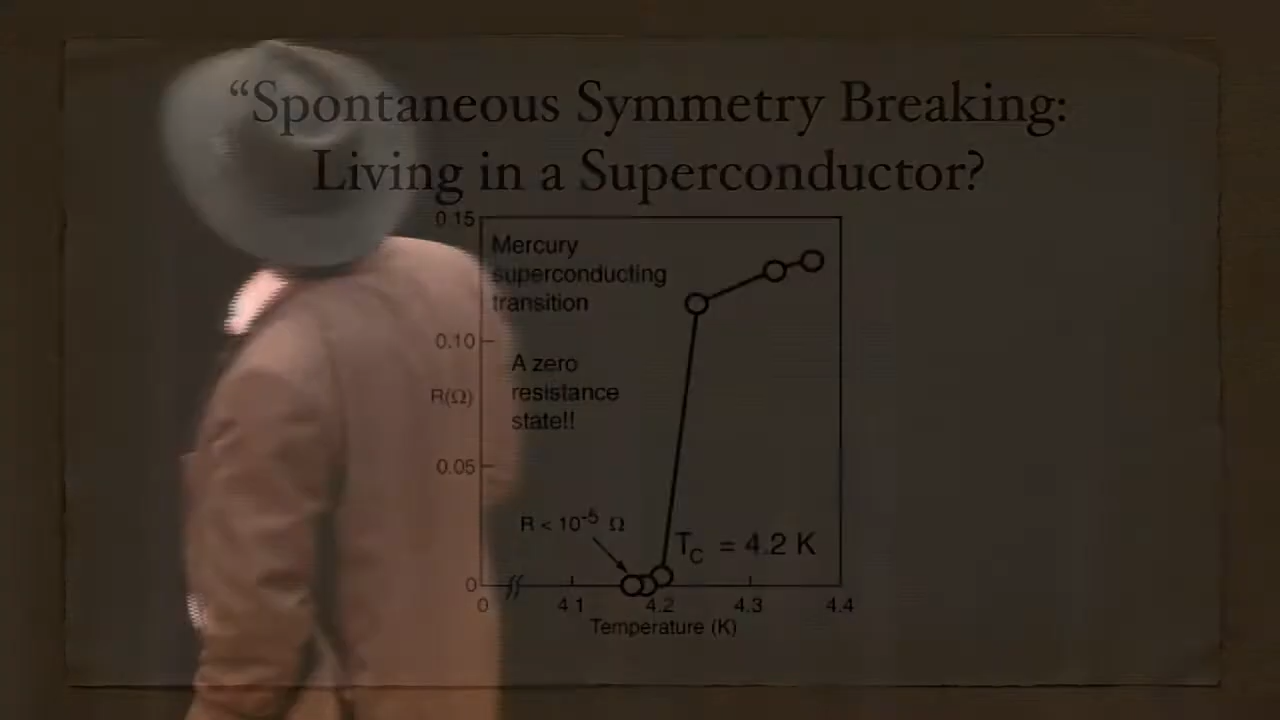 “Spontaneous Symmetry Breaking:
Living in a Superconductor?
0 15
Mercury
superconducting
transition
0.10
A zero
resistance
state!!
R(Ω)
0.05
R < 10⁻⁵ Ω
T_C = 4.2 K
0
0 4 1 4.2 4.3 4.4
Temperature (K)